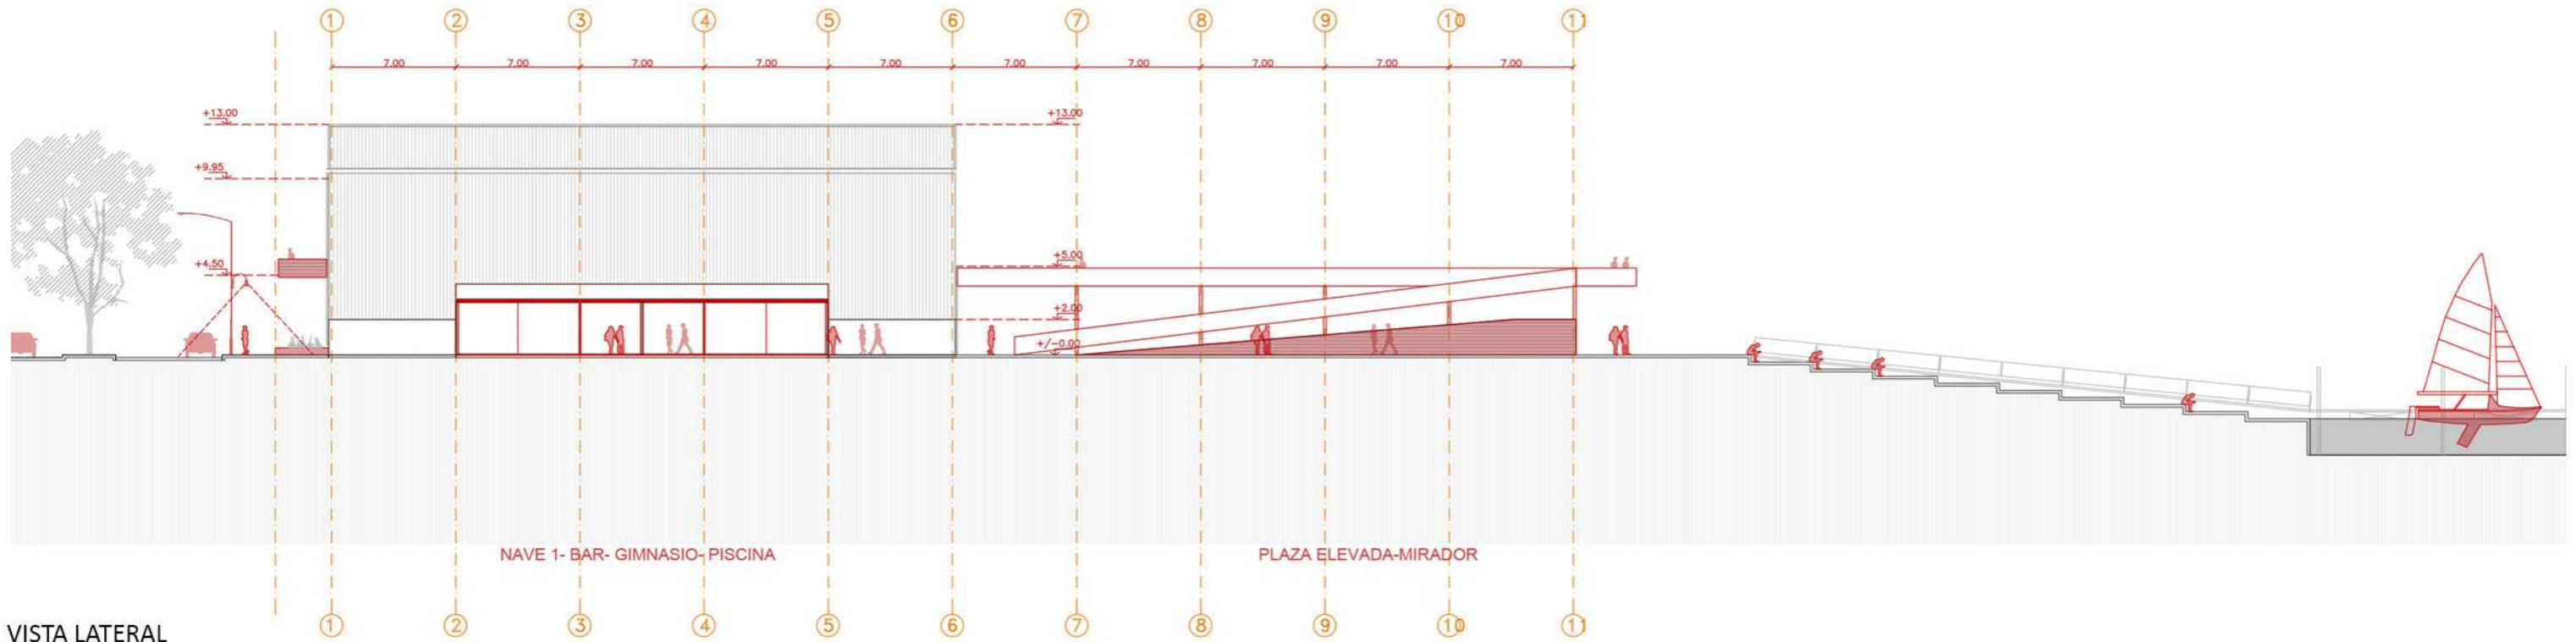 1 2 3 4 5 6 7 8 9 10 11
7.00 7.00 7.00 7.00 7.00 7.00 7.00 7.00 7.00 7.00
+13.00 +13.00
+9.95
+5.00
+4.50
+2.00
+/-0.00
NAVE 1- BAR- GIMNASIO- PISCINA
PLAZA ELEVADA-MIRADOR
1 2 3 4 5 6 7 8 9 10 11
VISTA LATERAL